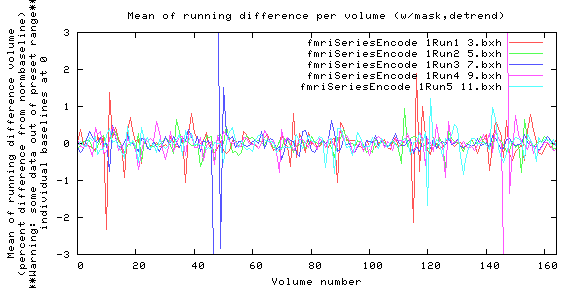 Mean of running difference per volume (w/mask,detrend)
Mean of running difference volume
(percent difference from normbaseline)
**Warning: some data out of preset range**
individual baselines at 0
3
2
1
0
-1
-2
-3
fmriSeriesEncode 1Run1 3.bxh
fmriSeriesEncode 1Run2 5.bxh
fmriSeriesEncode 1Run3 7.bxh
fmriSeriesEncode 1Run4 9.bxh
fmriSeriesEncode 1Run5 11.bxh
0 20 40 60 80 100 120 140 160
Volume number